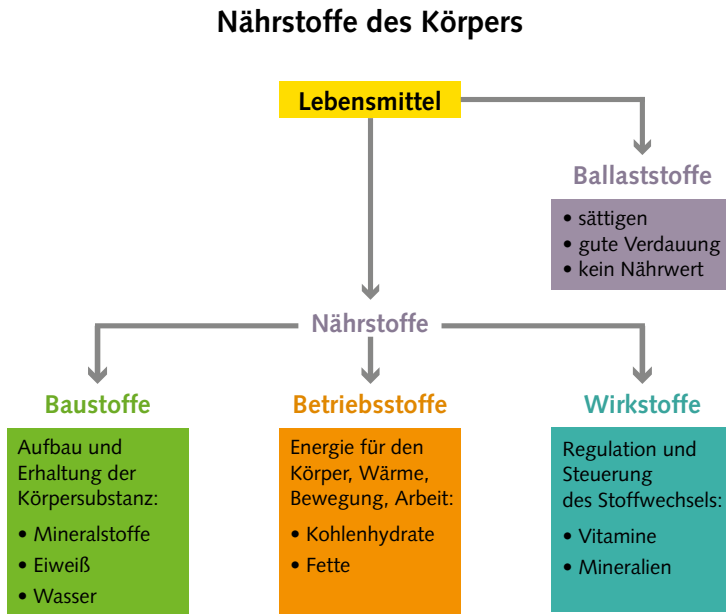 Nährstoffe des Körpers
Lebensmittel
Ballaststoffe
• sättigen
• gute Verdauung
• kein Nährwert
Nährstoffe
Baustoffe
Aufbau und
Erhaltung der
Körpersubstanz:
• Mineralstoffe
• Eiweiß
• Wasser
Betriebsstoffe
Energie für den
Körper, Wärme,
Bewegung, Arbeit:
• Kohlenhydrate
• Fette
Wirkstoffe
Regulation und
Steuerung
des Stoffwechsels:
• Vitamine
• Mineralien